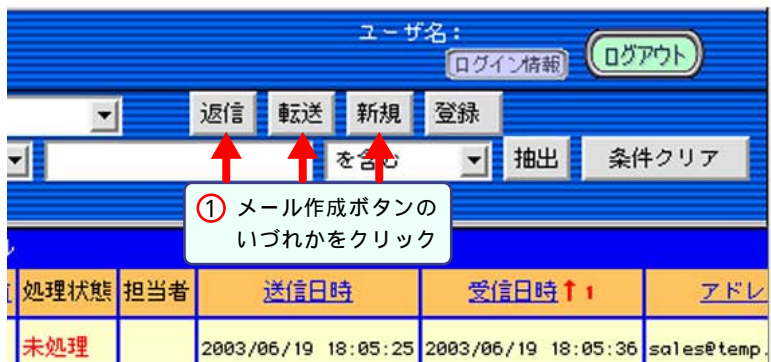 ユーザ名:
ログイン情報 ログアウト
返信 転送 新規 登録
を含む 抽出 条件クリア
① メール作成ボタンの
いづれかをクリック
処理状態 担当者 送信日時 受信日時↑1 アドレ
未処理 2003/06/19 18:05:25 2003/06/19 18:05:36 sales@temp.